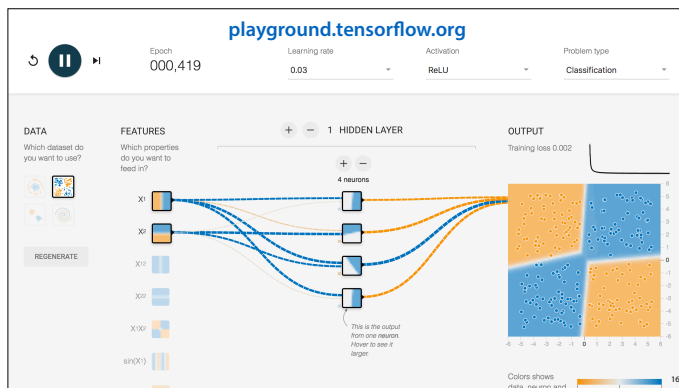 playground.tensorflow.org
Epoch
000,419
Learning rate
0.03
Activation
ReLU
Problem type
Classification
DATA
Which dataset do
you want to use?
REGENERATE
FEATURES
Which properties
do you want to
feed in?
X1
X2
X12
X22
X1X2
sin(X1)
+ − 1 HIDDEN LAYER
+ −
4 neurons
This is the output
from one neuron.
Hover to see it
larger.
OUTPUT
Training loss 0.002
6
5
4
3
2
1
0
-1
-2
-3
-4
-5
-6
-6 -5 -4 -3 -2 -1 0 1 2 3 4 5 6
Colors shows
data, neuron and
16